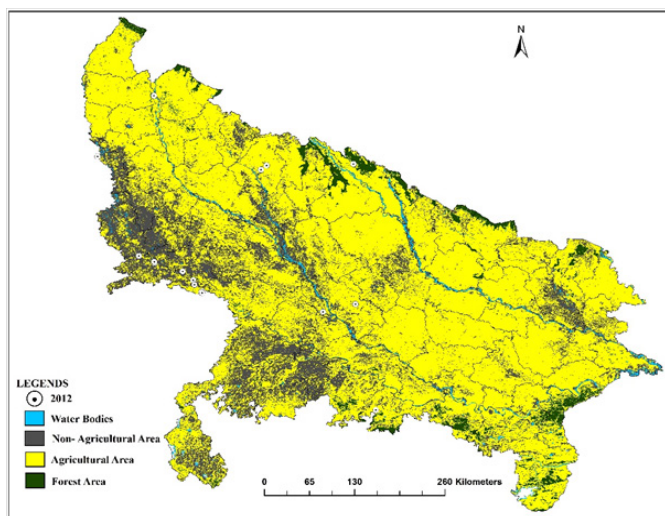 N
LEGENDS
2012
Water Bodies
Non- Agricultural Area
Agricultural Area
Forest Area
0 65 130 260 Kilometers